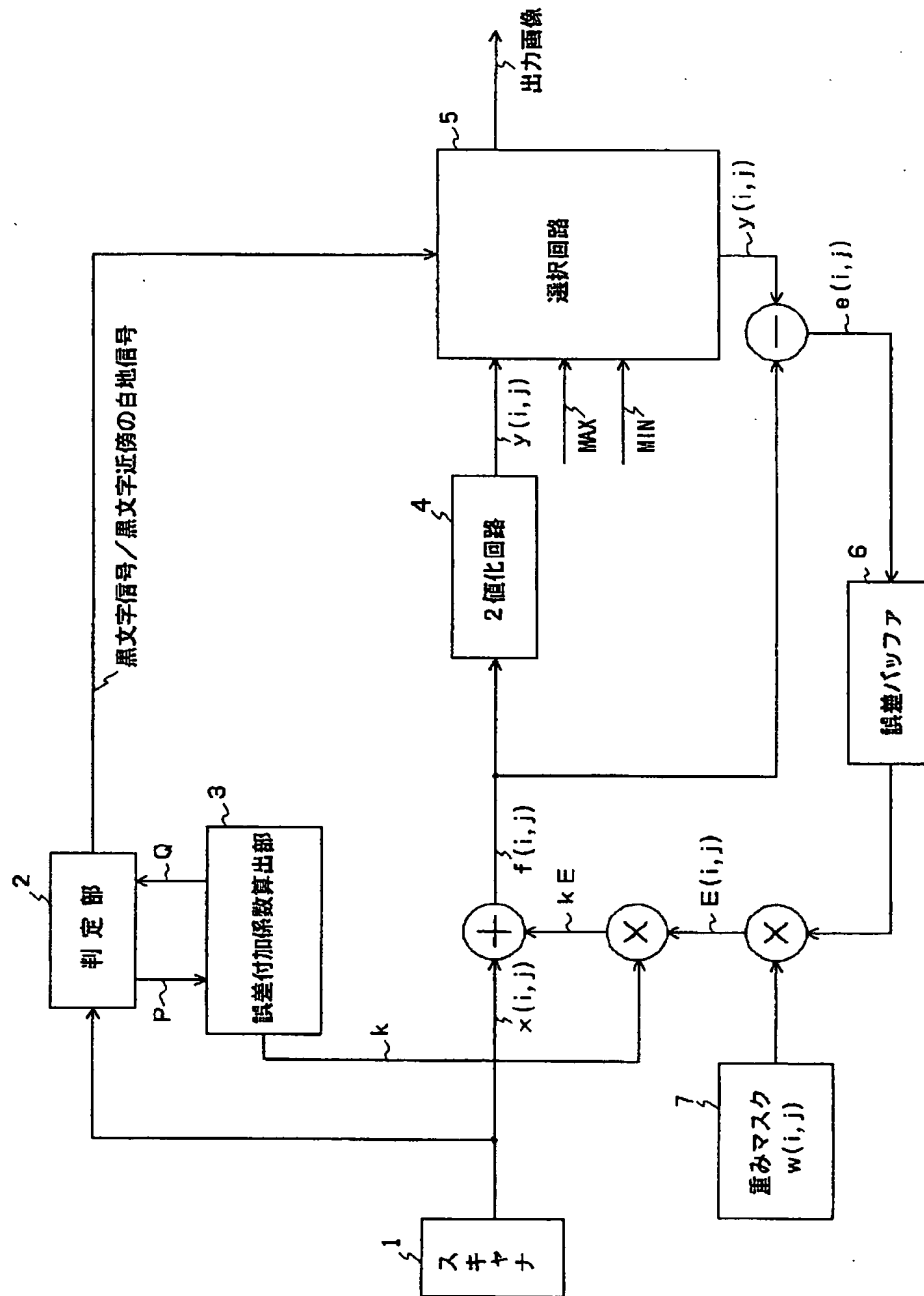 1
スキャナ
2
判定部
P
Q
3
誤差付加係数算出部
k
黒文字信号/黒文字近傍の白地信号
x(i,j)
kE
f(i,j)
4
2値化回路
y(i,j)
MAX
MIN
5
選択回路
出力画像
y(i,j)
e(i,j)
6
誤差バッファ
E(i,j)
7
重みマスク
w(i,j)